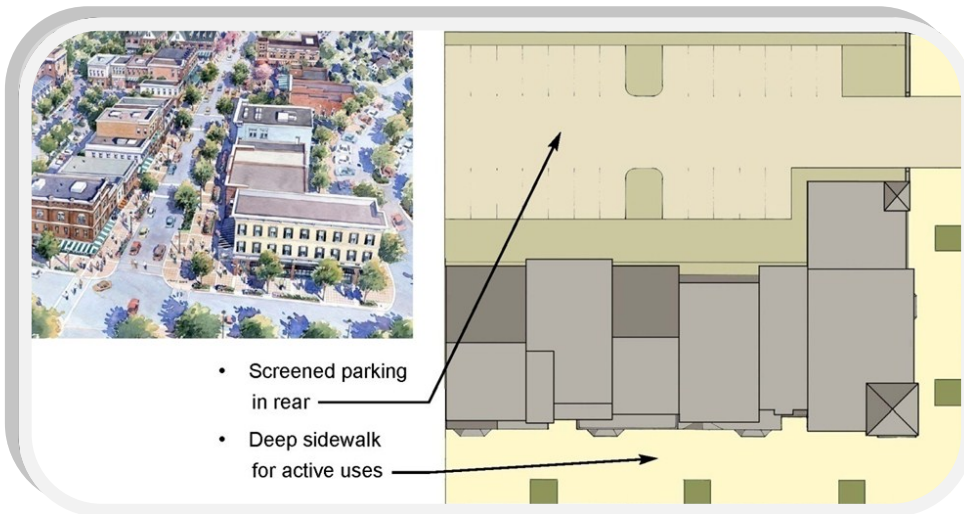 • Screened parking
in rear
• Deep sidewalk
for active uses